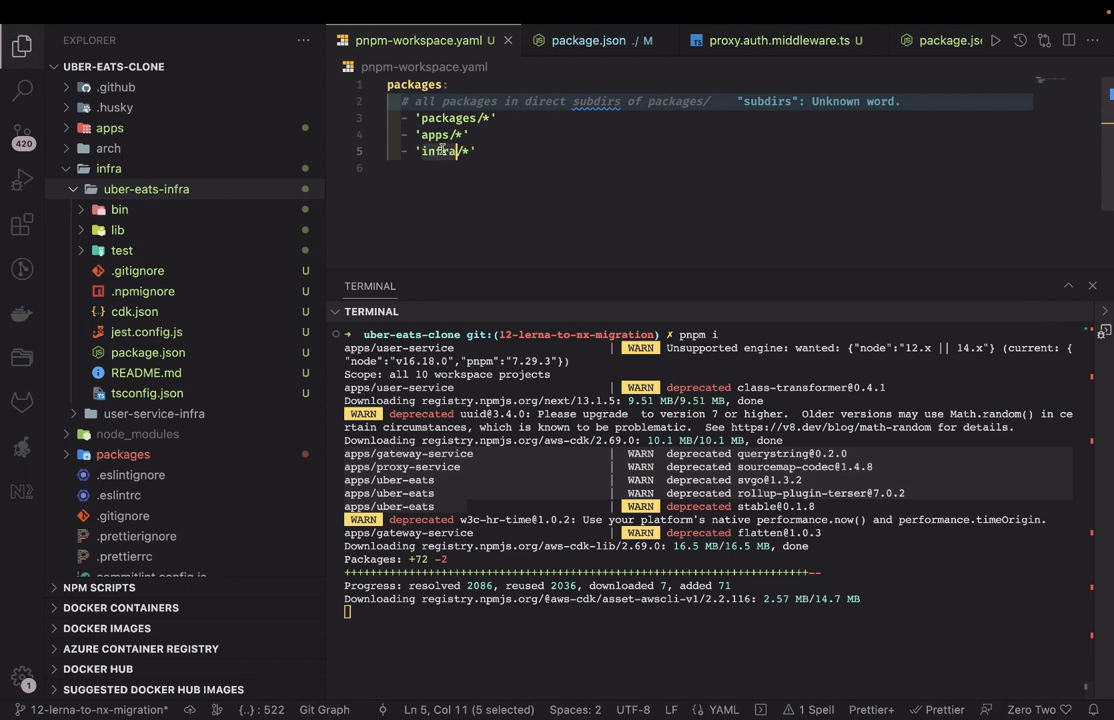 EXPLORER
UBER-EATS-CLONE
.github
.husky
apps
arch
infra
uber-eats-infra
bin
lib
test
.gitignore U
.npmignore U
cdk.json U
jest.config.js U
package.json U
README.md U
tsconfig.json U
user-service-infra
node_modules
packages
.eslintignore
.eslintrc
.gitignore
.prettierignore
.prettierrc
commitlint.config.js
NPM SCRIPTS
DOCKER CONTAINERS
DOCKER IMAGES
AZURE CONTAINER REGISTRY
DOCKER HUB
SUGGESTED DOCKER HUB IMAGES
420
1
pnpm-workspace.yaml U
package.json ./ M
proxy.auth.middleware.ts U
package.jsc
pnpm-workspace.yaml
1 packages:
2 # all packages in direct subdirs of packages/ "subdirs": Unknown word.
3 - 'packages/*'
4 - 'apps/*'
5 - 'infra/*'
6
TERMINAL
TERMINAL
➜ uber-eats-clone git:(12-lerna-to-nx-migration) ✗ pnpm i
apps/user-service | WARN Unsupported engine: wanted: {"node":"12.x || 14.x"} (current: {
"node":"v16.18.0","pnpm":"7.29.3"})
Scope: all 10 workspace projects
apps/user-service | WARN deprecated class-transformer@0.4.1
Downloading registry.npmjs.org/next/13.1.5: 9.51 MB/9.51 MB, done
WARN deprecated uuid@3.4.0: Please upgrade to version 7 or higher. Older versions may use Math.random() in ce
rtain circumstances, which is known to be problematic. See https://v8.dev/blog/math-random for details.
Downloading registry.npmjs.org/aws-cdk/2.69.0: 10.1 MB/10.1 MB, done
apps/gateway-service | WARN deprecated querystring@0.2.0
apps/proxy-service | WARN deprecated sourcemap-codec@1.4.8
apps/uber-eats | WARN deprecated svgo@1.3.2
apps/uber-eats | WARN deprecated rollup-plugin-terser@7.0.2
apps/uber-eats | WARN deprecated stable@0.1.8
WARN deprecated w3c-hr-time@1.0.2: Use your platform's native performance.now() and performance.timeOrigin.
apps/gateway-service | WARN deprecated flatten@1.0.3
Downloading registry.npmjs.org/aws-cdk-lib/2.69.0: 16.5 MB/16.5 MB, done
Packages: +72 -2
++++++++++++++++++++++++++++++++++++++++++++++++++++++++++++++++++++++++--
Progress: resolved 2086, reused 2036, downloaded 7, added 71
Downloading registry.npmjs.org/@aws-cdk/asset-awscli-v1/2.2.116: 2.57 MB/14.7 MB
12-lerna-to-nx-migration* {..} : 522 Git Graph Ln 5, Col 11 (5 selected) Spaces: 2 UTF-8 LF YAML 1 Spell Prettier+ Prettier Zero Two